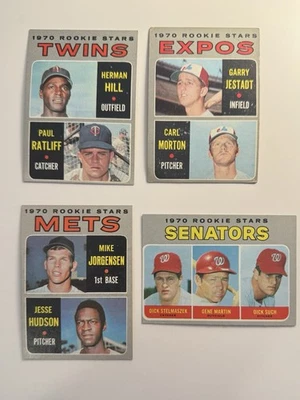 1970 ROOKIE STARS
TWINS
HERMAN
HILL
OUTFIELD
PAUL
RATLIFF
CATCHER
1970 ROOKIE STARS
EXPOS
GARRY
JESTADT
INFIELD
CARL
MORTON
PITCHER
1970 ROOKIE STARS
METS
MIKE
JORGENSEN
1st BASE
JESSE
HUDSON
PITCHER
1970 ROOKIE STARS
SENATORS
W W W
DICK STELMASZEK GENE MARTIN DICK SUCH